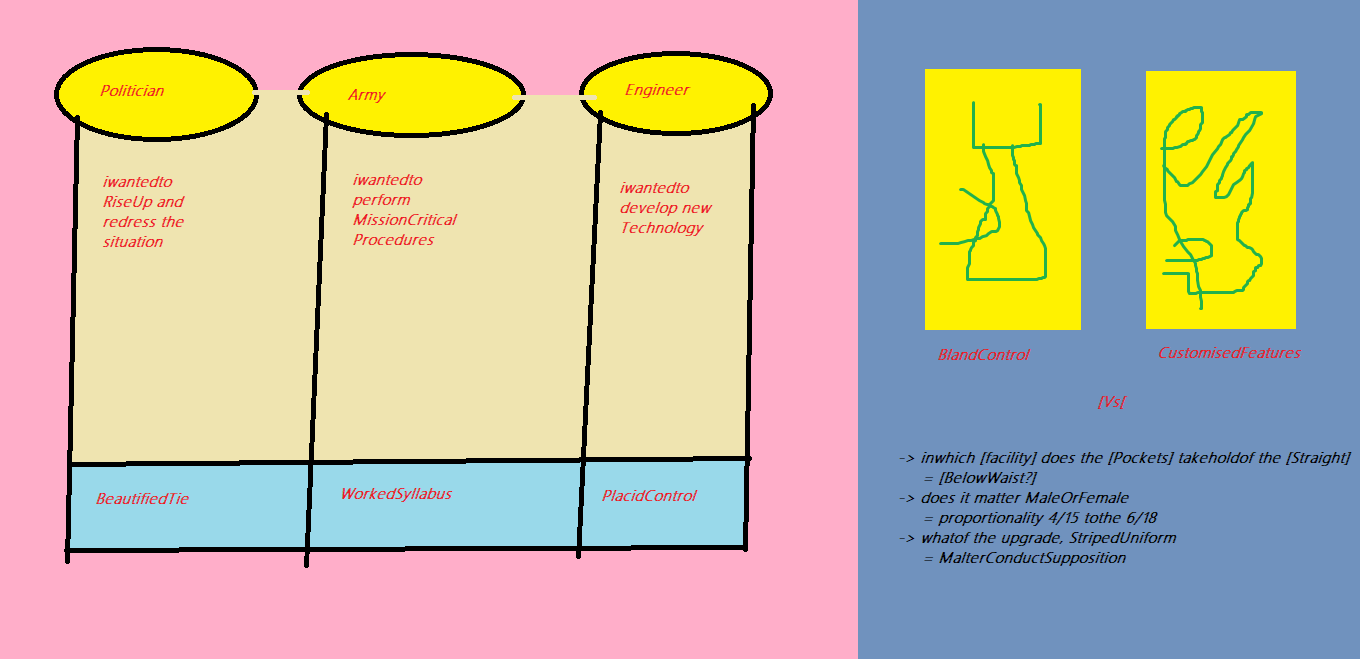 Politician
Army
Engineer
iwantedto
RiseUp and
redress the
situation
iwantedto
perform
MissionCritical
Procedures
iwantedto
develop new
Technology
BeautifiedTie
WorkedSyllabus
PlacidControl
BlandControl
CustomisedFeatures
[Vs[
-> inwhich [facility] does the [Pockets] takeholdof the [Straight]
= [BelowWaist?]
-> does it matter MaleOrFemale
= proportionality 4/15 tothe 6/18
-> whatof the upgrade, StripedUniform
= MalterConductSupposition